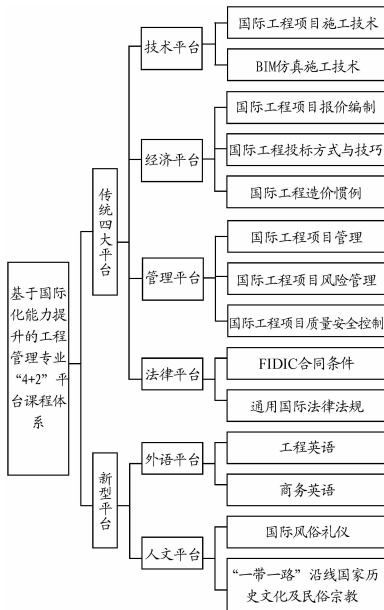 基于国际
化能力提
升的工程
管理专业
“4+2”平
台课程体
系
传统四大平台
新型平台
技术平台
国际工程项目施工技术
BIM仿真施工技术
经济平台
国际工程项目报价编制
国际工程投标方式与技巧
国际工程造价惯例
管理平台
国际工程项目管理
国际工程项目风险管理
国际工程项目质量安全控制
法律平台
FIDIC合同条件
通用国际法律法规
外语平台
工程英语
商务英语
人文平台
国际风俗礼仪
“一带一路”沿线国家历
史文化及民俗宗教